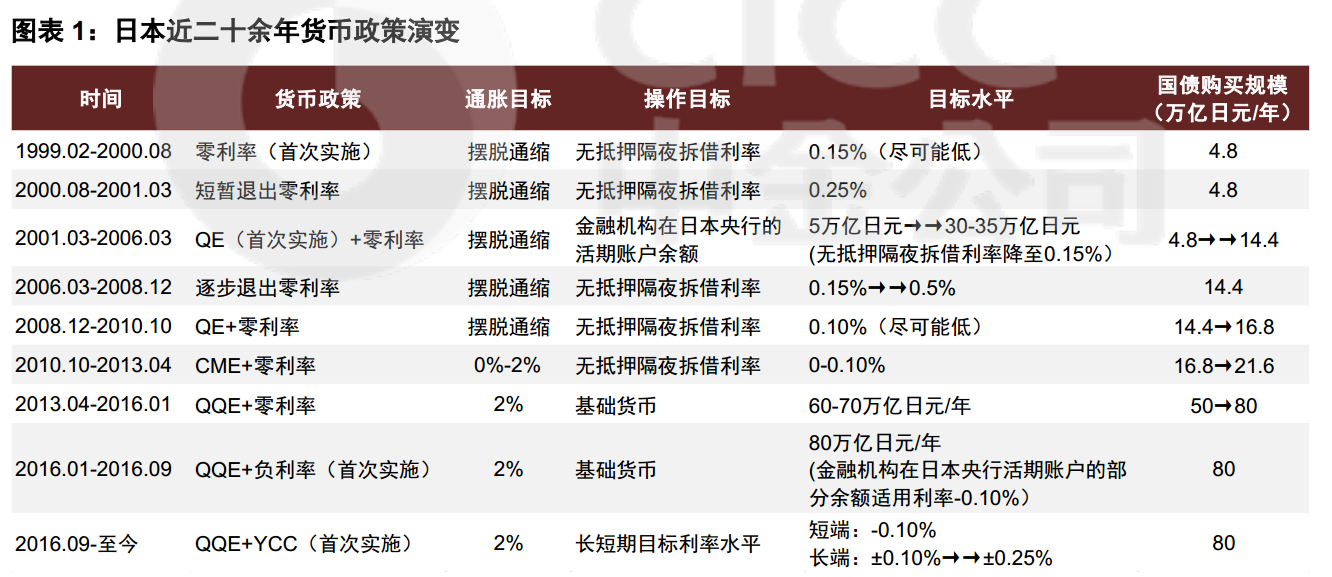 图表 1：日本近二十余年货币政策演变
CICC
中金公司
时间 货币政策 通胀目标 操作目标 目标水平 国债购买规模
（万亿日元/年）
1999.02-2000.08 零利率（首次实施） 摆脱通缩 无抵押隔夜拆借利率 0.15%（尽可能低） 4.8
2000.08-2001.03 短暂退出零利率 摆脱通缩 无抵押隔夜拆借利率 0.25% 4.8
2001.03-2006.03 QE（首次实施）+零利率 摆脱通缩 金融机构在日本央行的 5万亿日元→→30-35万亿日元 4.8→→14.4
活期账户余额 (无抵押隔夜拆借利率降至0.15%）
2006.03-2008.12 逐步退出零利率 摆脱通缩 无抵押隔夜拆借利率 0.15%→→0.5% 14.4
2008.12-2010.10 QE+零利率 摆脱通缩 无抵押隔夜拆借利率 0.10%（尽可能低） 14.4→16.8
2010.10-2013.04 CME+零利率 0%-2% 无抵押隔夜拆借利率 0-0.10% 16.8→21.6
2013.04-2016.01 QQE+零利率 2% 基础货币 60-70万亿日元/年 50→80
2016.01-2016.09 QQE+负利率（首次实施） 2% 基础货币 80万亿日元/年 80
(金融机构在日本央行活期账户的部
分余额适用利率-0.10%）
2016.09-至今 QQE+YCC（首次实施） 2% 长短期目标利率水平 短端：-0.10% 80
长端：±0.10%→→±0.25%